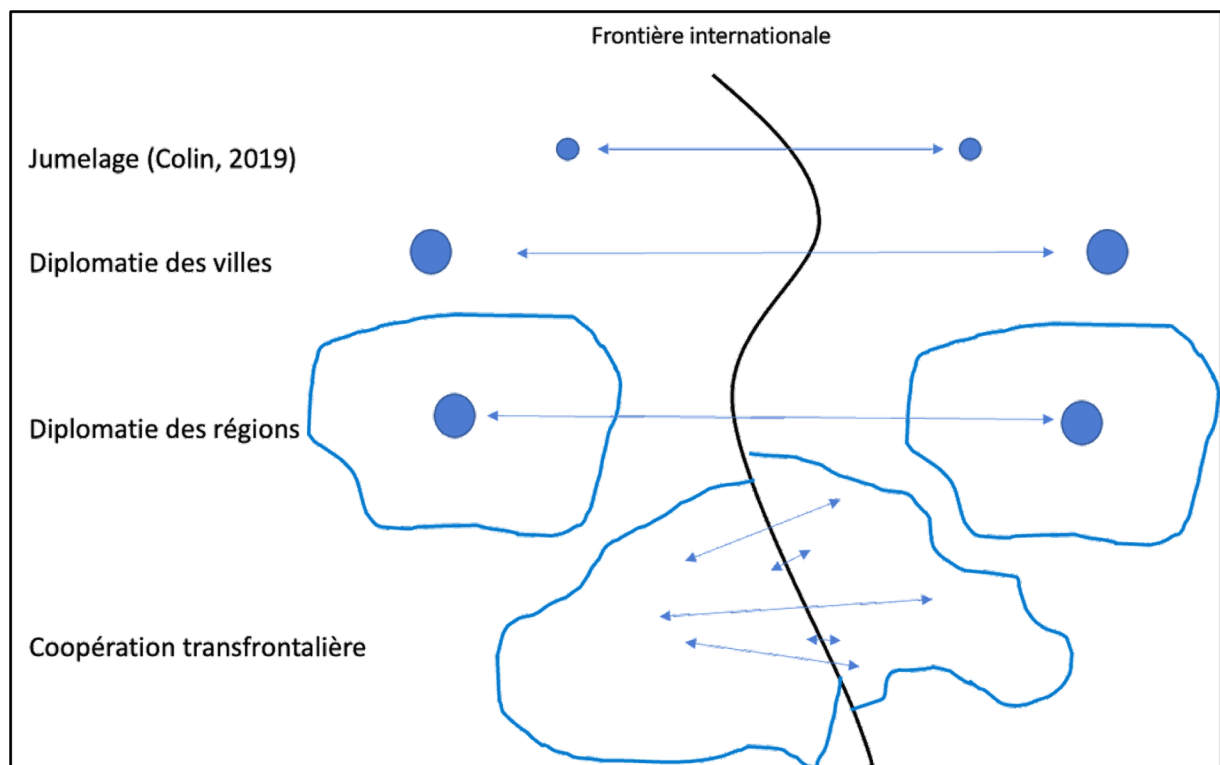 Frontière internationale
Jumelage (Colin, 2019)
Diplomatie des villes
Diplomatie des régions
Coopération transfrontalière